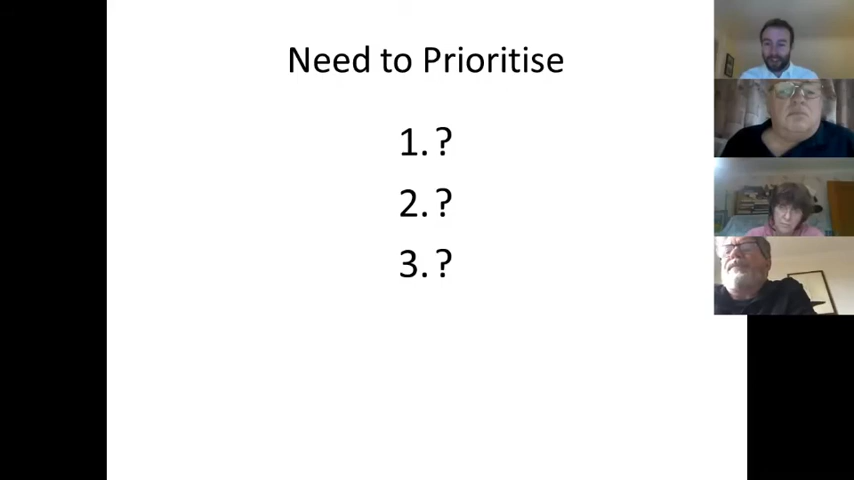 Need to Prioritise
1. ?
2. ?
3. ?